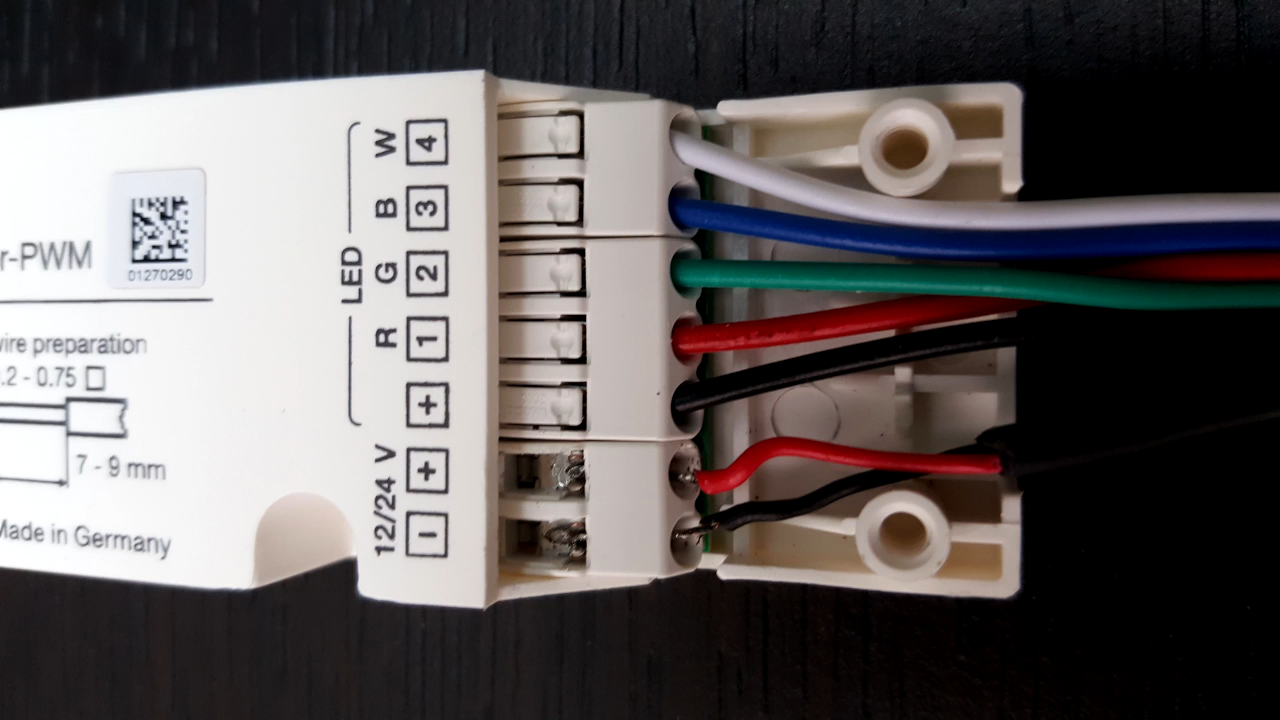 r-PWM
01270290
wire preparation
.2 - 0.75
7 - 9 mm
Made in Germany
LED
W 4
B 3
G 2
R 1
+
12/24 V
+
-